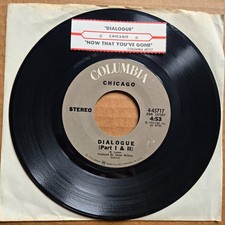 "DIALOGUE"
CHICAGO
"NOW THAT YOU'VE GONE"
COLUMBIA
CHICAGO
STEREO
4-45717
4:53
DIALOGUE
(Part I & II)